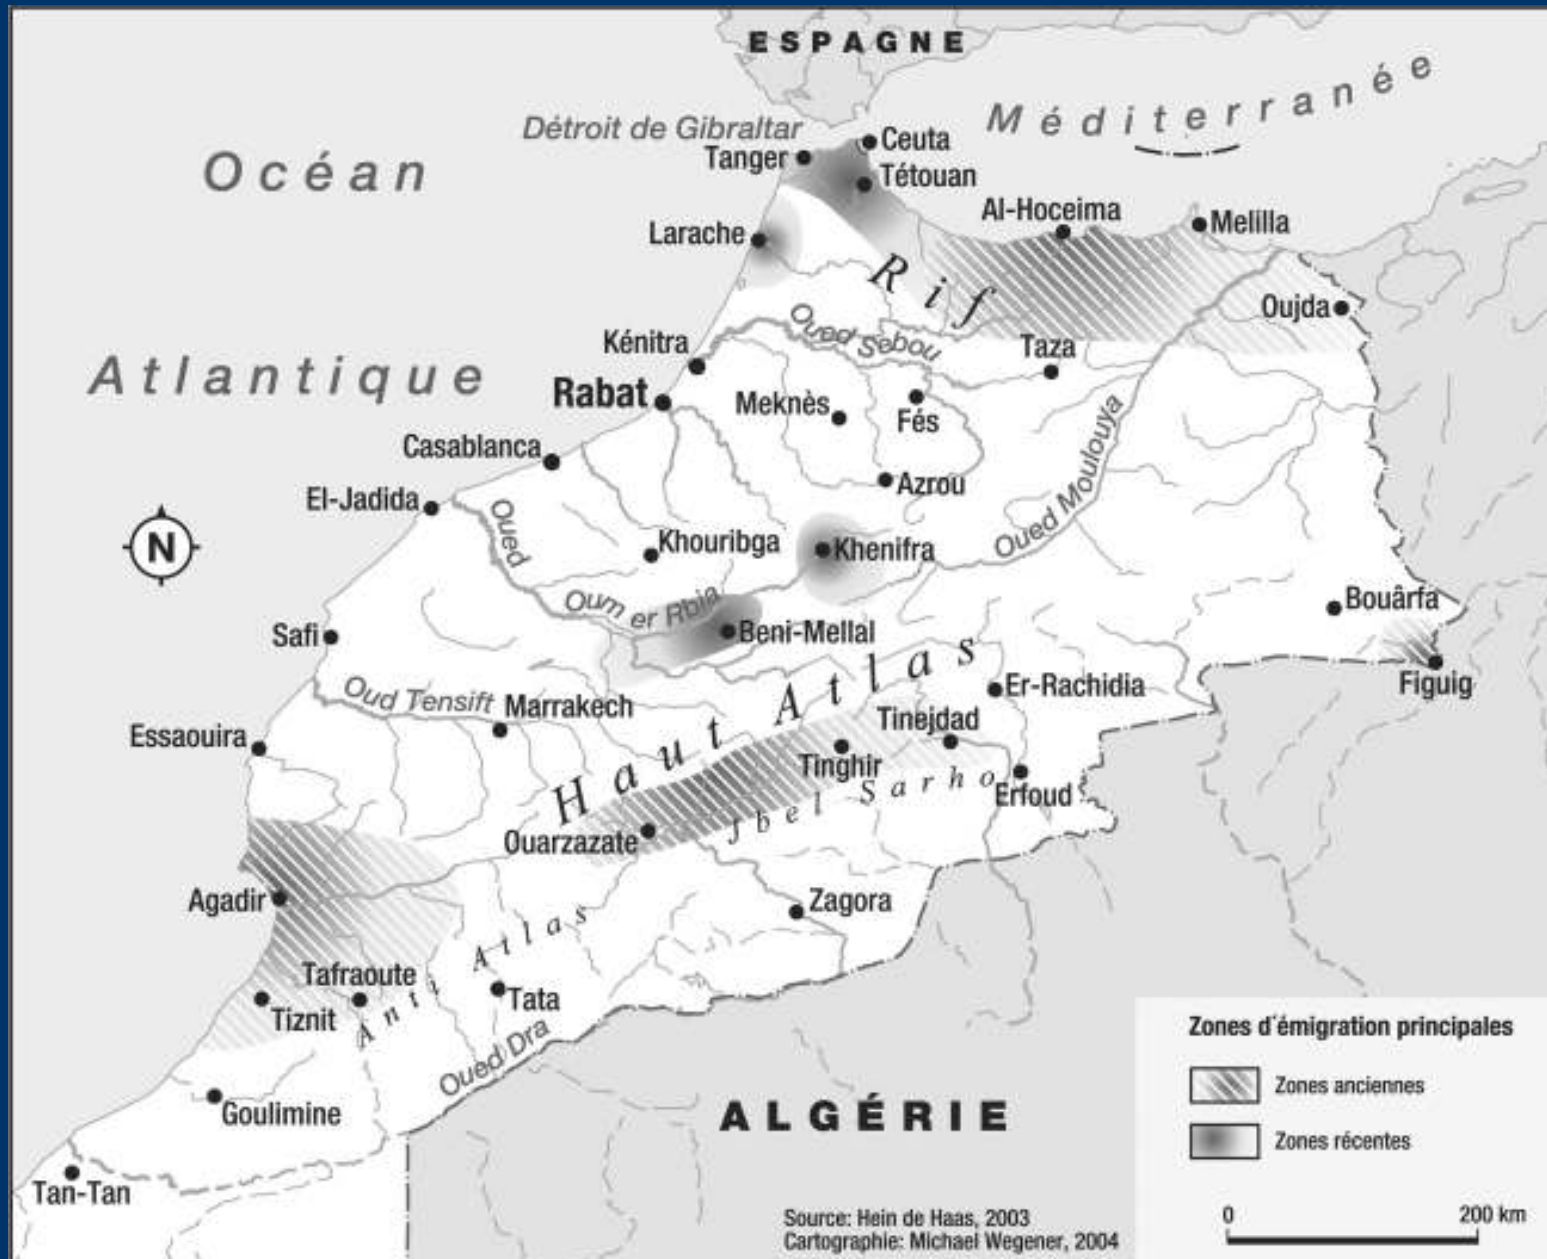 ESPAGNE
Méditerranée
Détroit de Gibraltar
Ceuta
Tanger
Tétouan
Océan
Al-Hoceima
Melilla
Larache
Rif
Oujda
Oued Sebou
Kénitra
Taza
Atlantique
Rabat
Meknès
Fés
Casablanca
Oued Moulouya
Azrou
El-Jadida
Oued
N
Khouribga
Khenifra
Oum er Rbia
Bouârfa
Safi
Beni-Mellal
Haut Atlas
Er-Rachidia
Figuig
Oud Tensift
Marrakech
Tinejdad
Essaouira
Tinghir
Jbel Sarho
Erfoud
Ouarzazate
Agadir
Zagora
Anti Atlas
Tafraoute
Tata
Tiznit
Oued Dra
Goulimine
ALGÉRIE
Tan-Tan
Zones d´émigration principales
Zones anciennes
Zones récentes
0 200 km
Source: Hein de Haas, 2003
Cartographie: Michael Wegener, 2004